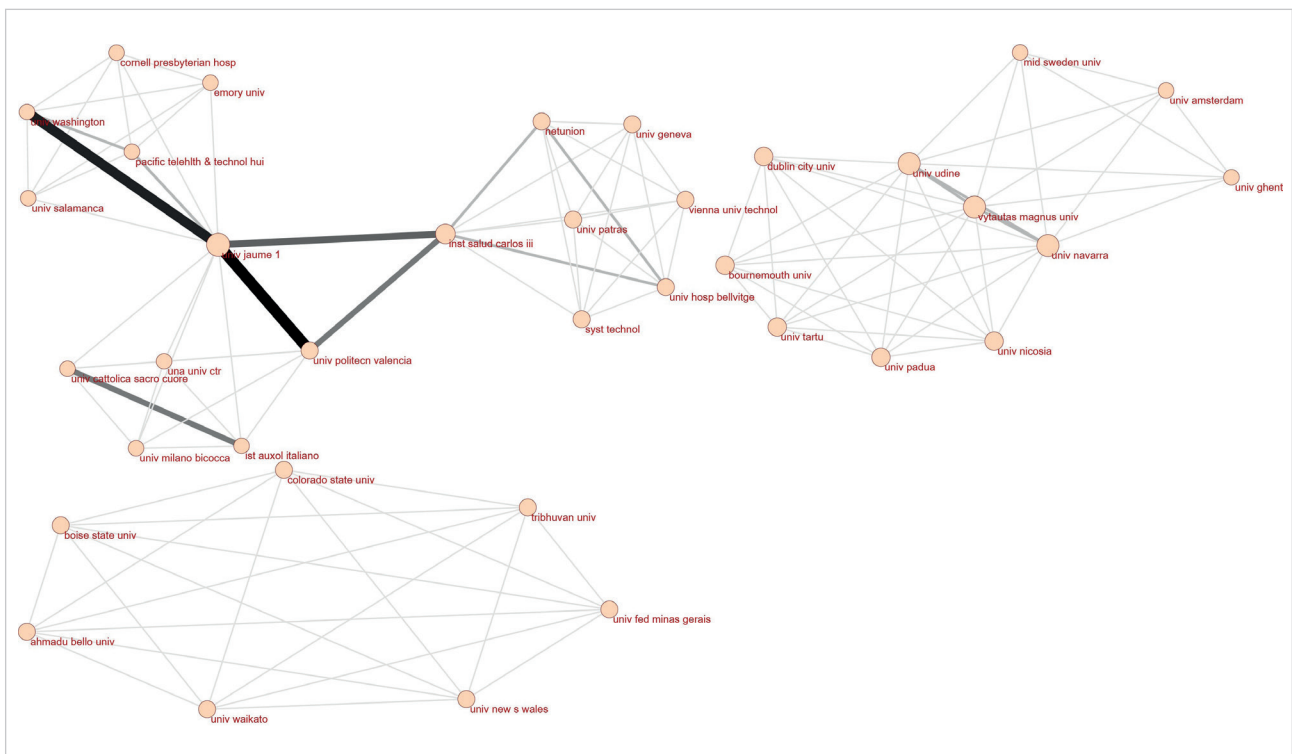 cornell presbyterian hosp
emory univ
univ washington
pacific telehlth & technol hui
univ salamanca
univ jaume 1
inst salud carlos iii
netunion
univ geneva
vienna univ technol
univ patras
univ hosp bellvitge
syst technol
univ politecn valencia
una univ ctr
univ cattolica sacro cuore
univ milano bicocca
ist auxol italiano
mid sweden univ
univ amsterdam
dublin city univ
univ udine
univ ghent
vytautas magnus univ
univ navarra
bournemouth univ
univ tartu
univ nicosia
univ padua
colorado state univ
tribhuvan univ
boise state univ
univ fed minas gerais
ahmadu bello univ
univ new s wales
univ waikato